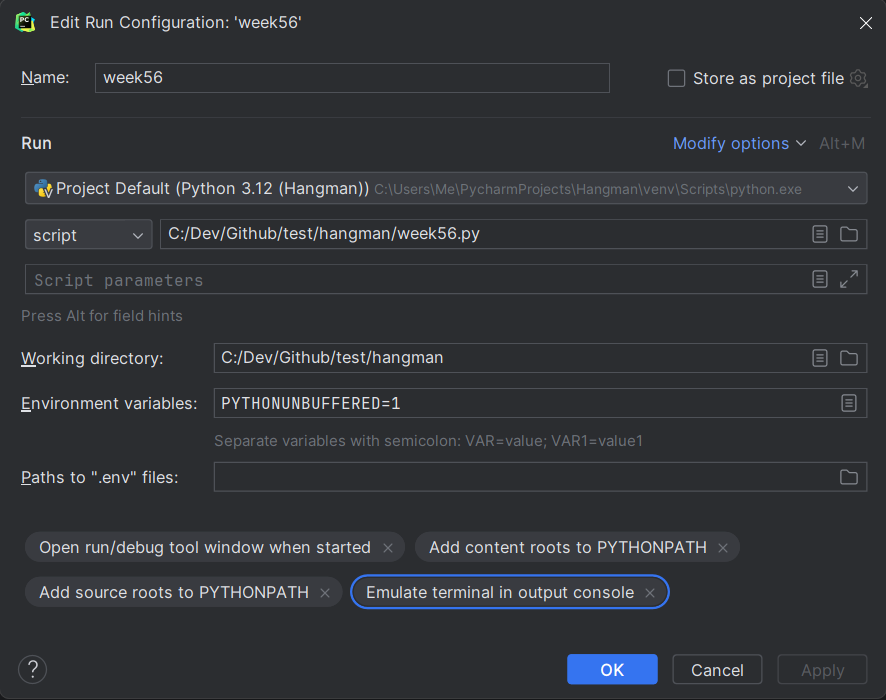 PC
Edit Run Configuration: 'week56'
Name: week56 Store as project file
Run Modify options Alt+M
Project Default (Python 3.12 (Hangman)) C:\Users\Me\PycharmProjects\Hangman\venv\Scripts\python.exe
script C:/Dev/Github/test/hangman/week56.py
Script parameters
Press Alt for field hints
Working directory: C:/Dev/Github/test/hangman
Environment variables: PYTHONUNBUFFERED=1
Separate variables with semicolon: VAR=value; VAR1=value1
Paths to ".env" files:
Open run/debug tool window when started × Add content roots to PYTHONPATH ×
Add source roots to PYTHONPATH × Emulate terminal in output console ×
? OK Cancel Apply